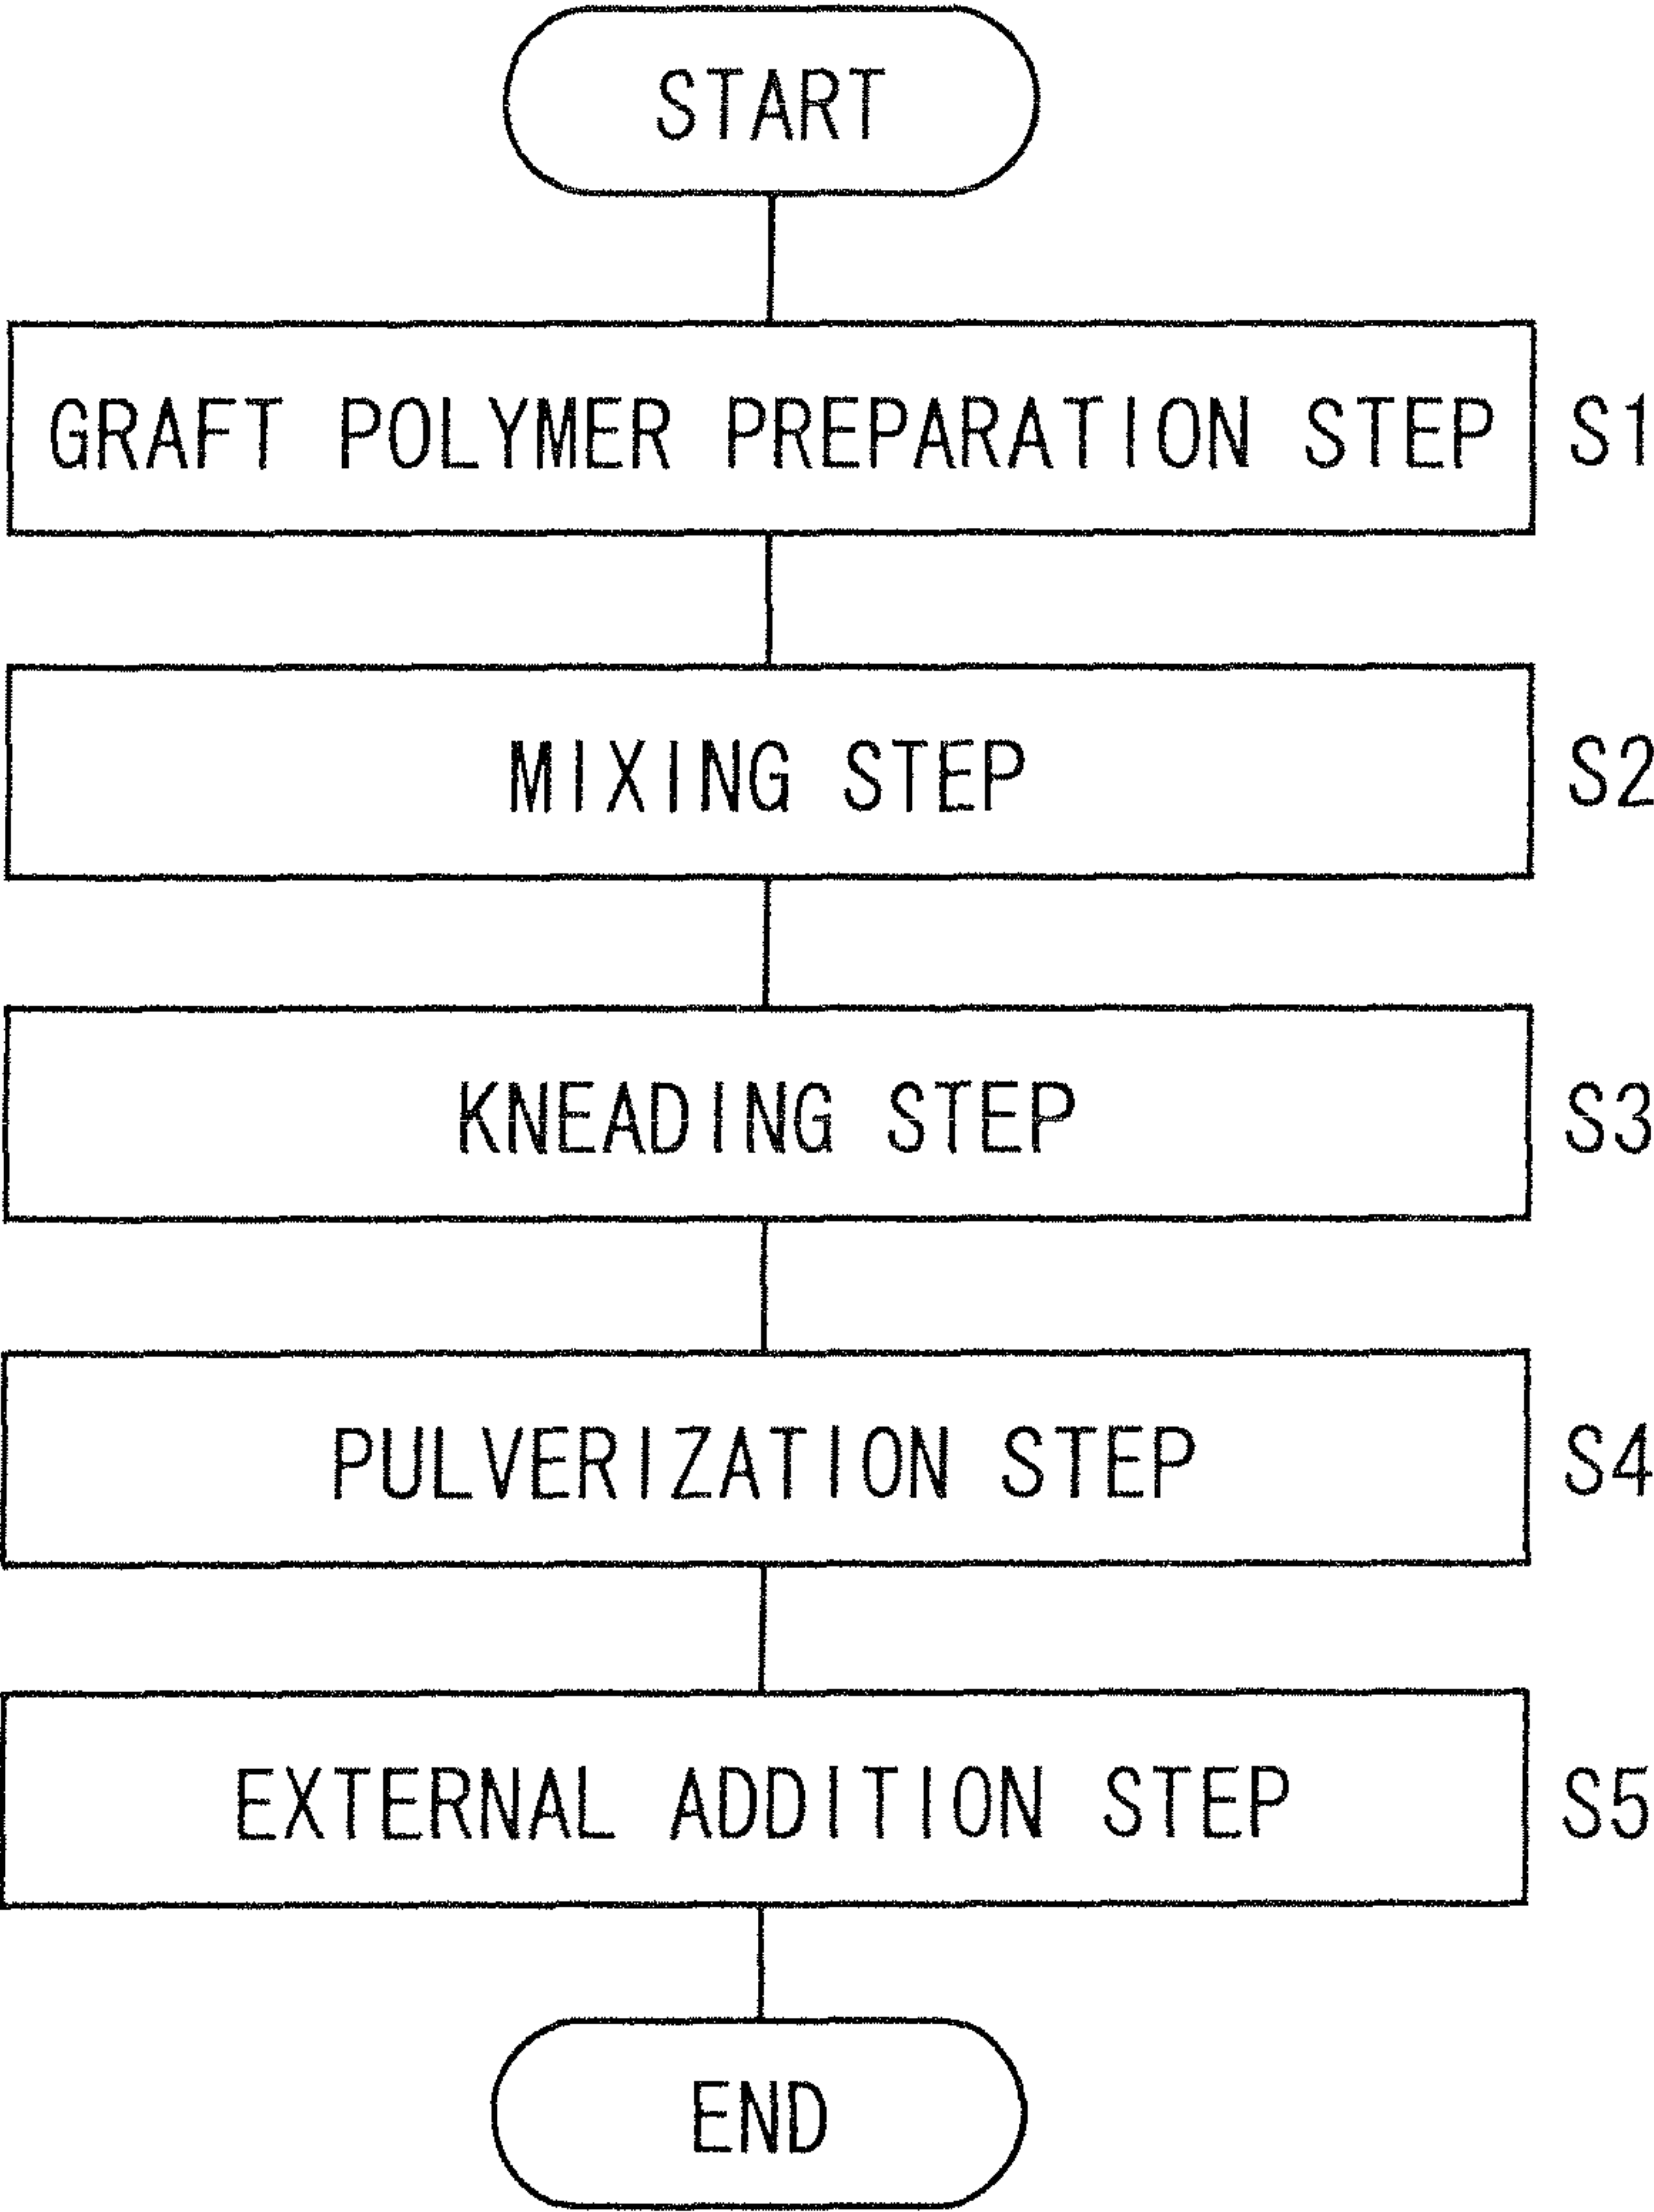 START
GRAFT POLYMER PREPARATION STEP S1
MIXING STEP S2
KNEADING STEP S3
PULVERIZATION STEP S4
EXTERNAL ADDITION STEP S5
END